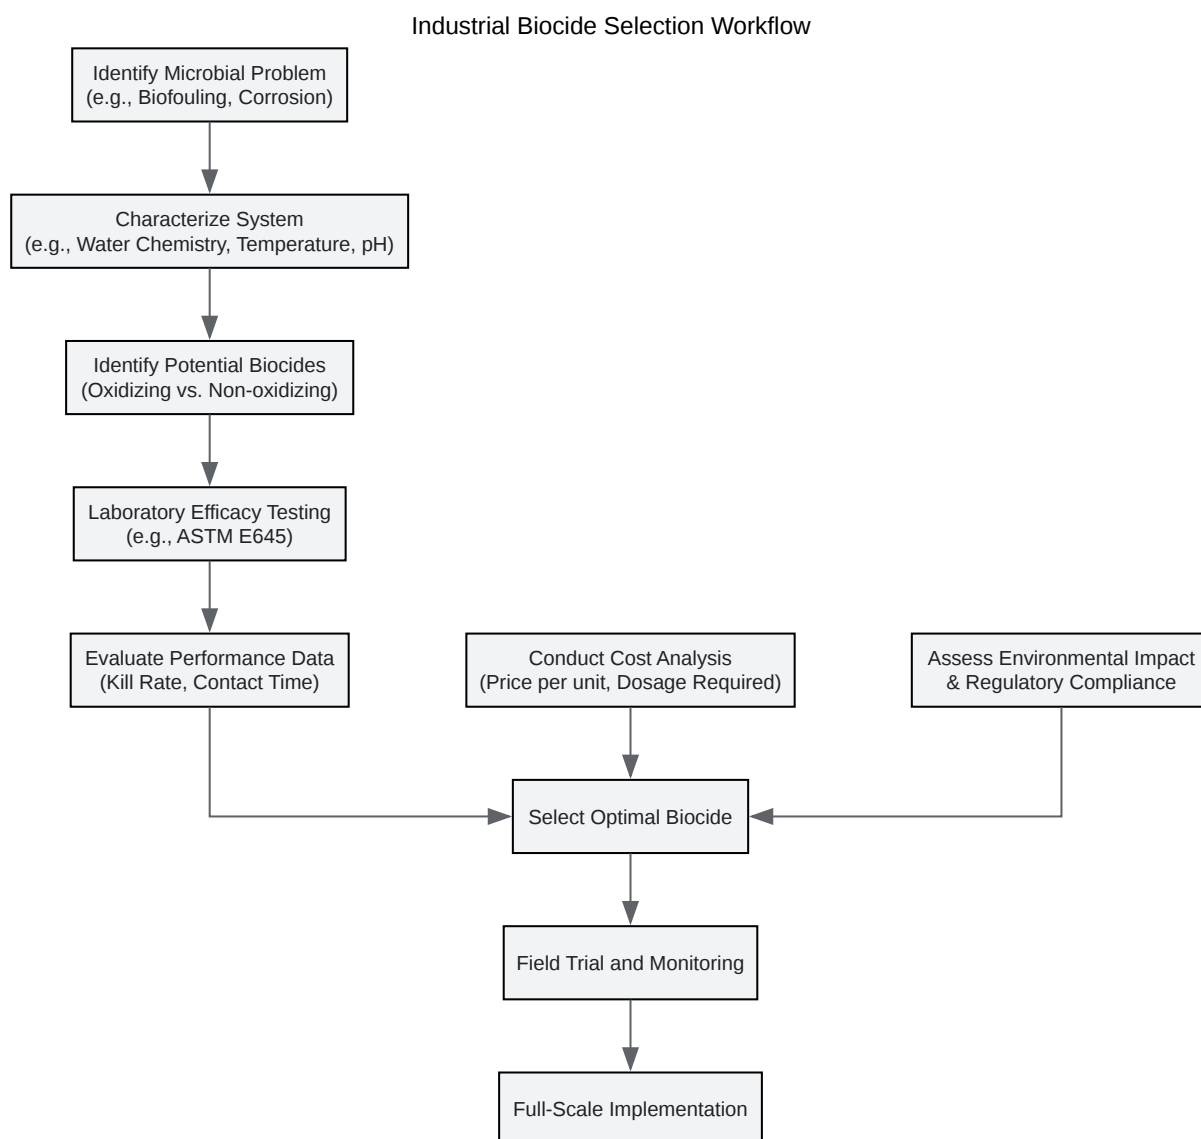 Industrial Biocide Selection Workflow
Identify Microbial Problem
(e.g., Biofouling, Corrosion)
Characterize System
(e.g., Water Chemistry, Temperature, pH)
Identify Potential Biocides
(Oxidizing vs. Non-oxidizing)
Laboratory Efficacy Testing
(e.g., ASTM E645)
Evaluate Performance Data
(Kill Rate, Contact Time)
Conduct Cost Analysis
(Price per unit, Dosage Required)
Assess Environmental Impact
& Regulatory Compliance
Select Optimal Biocide
Field Trial and Monitoring
Full-Scale Implementation